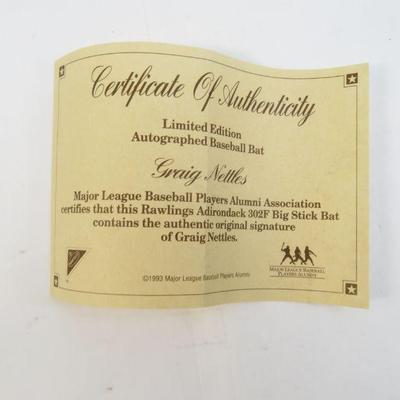 Certificate Of Authenticity
Limited Edition
Autographed Baseball Bat
Graig Nettles
Major League Baseball Players Alumni Association
certifies that this Rawlings Adirondack 302F Big Stick Bat
contains the authentic original signature
of Graig Nettles.
©1993 Major League Baseball Players Alumni
MAJOR LEAGUE BASEBALL
PLAYERS ALUMNI